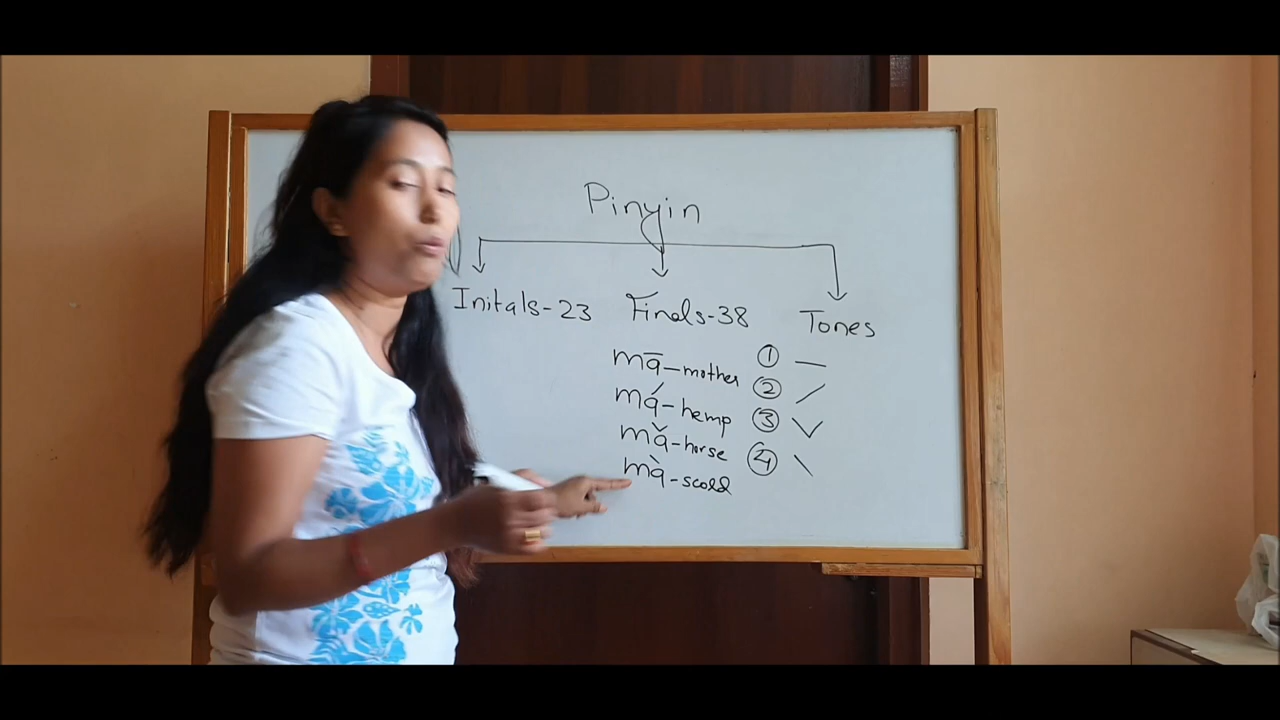 Pinyin
Initals-23 Finals-38 Tones
mā-mother ① —
má-hemp ② ╱
mǎ-horse ③ ∨
mà-scold ④ ╲